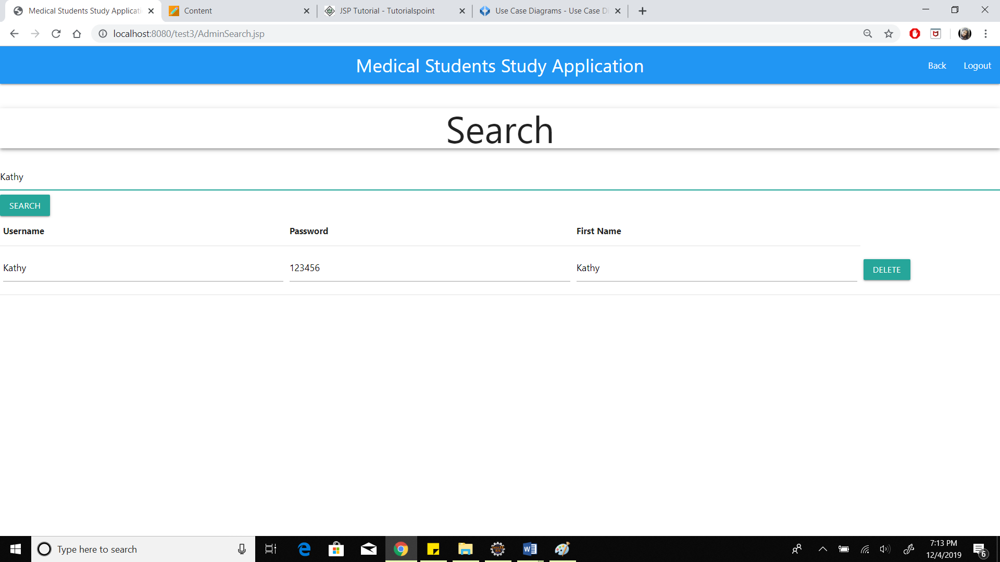 Medical Students Study Applicati
Content
JSP Tutorial - Tutorialspoint
Use Case Diagrams - Use Case Di
localhost:8080/test3/AdminSearch.jsp
Medical Students Study Application
Back
Logout
Search
Kathy
SEARCH
Username Password First Name
Kathy 123456 Kathy DELETE
Type here to search
7:13 PM
12/4/2019
6